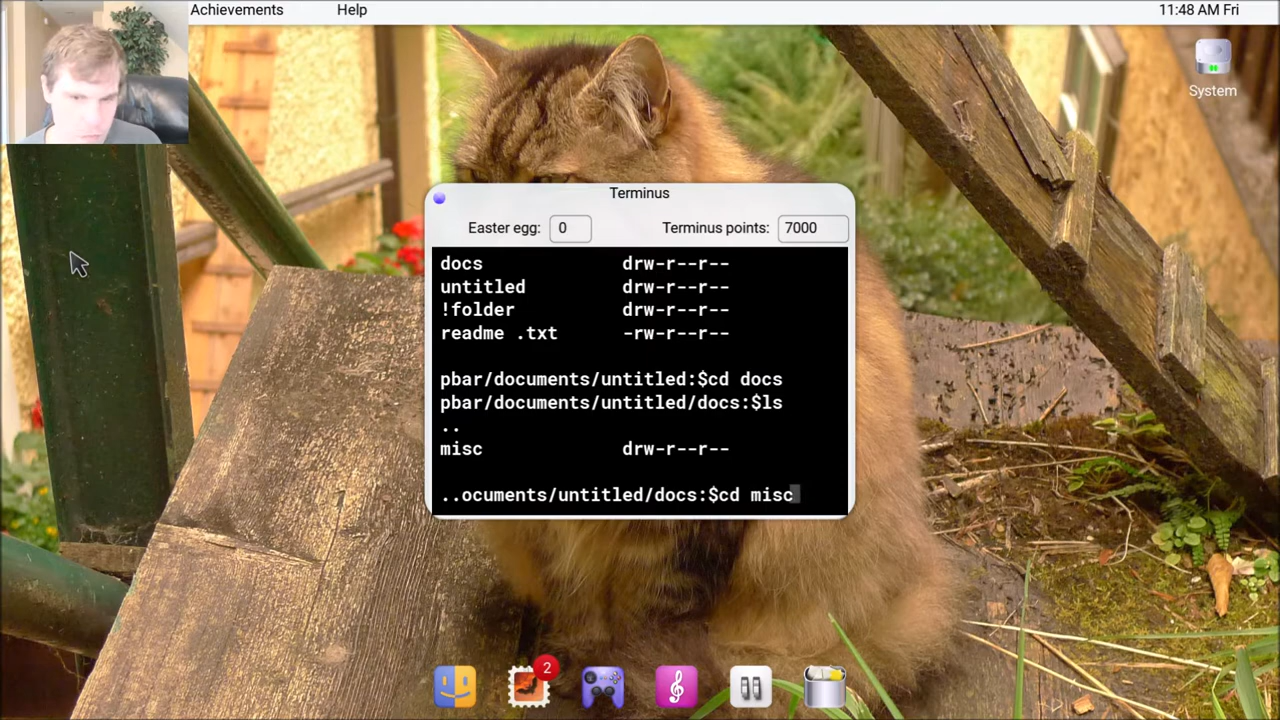 Achievements Help 11:48 AM Fri
System
Terminus
Easter egg: 0 Terminus points: 7000
docs drw-r--r--
untitled drw-r--r--
!folder drw-r--r--
readme .txt -rw-r--r--
pbar/documents/untitled:$cd docs
pbar/documents/untitled/docs:$ls
..
misc drw-r--r--
..ocuments/untitled/docs:$cd misc
2